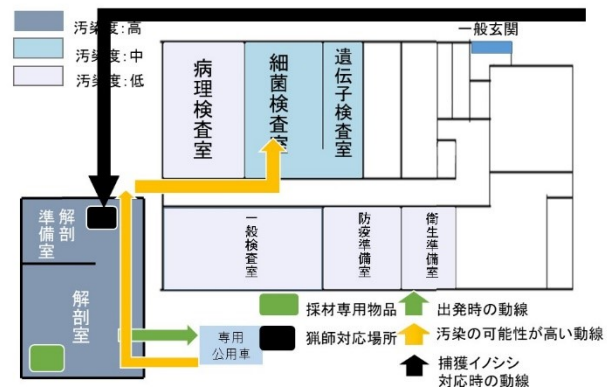 汚染度:高
汚染度:中
汚染度:低
一般玄関
病理検査室
細菌検査室
遺伝子検査室
解剖
準備室
解剖室
一般検査室
防疫準備室
衛生準備室
専用
公用車
採材専用物品
出発時の動線
猟師対応場所
汚染の可能性が高い動線
捕獲イノシシ
対応時の動線